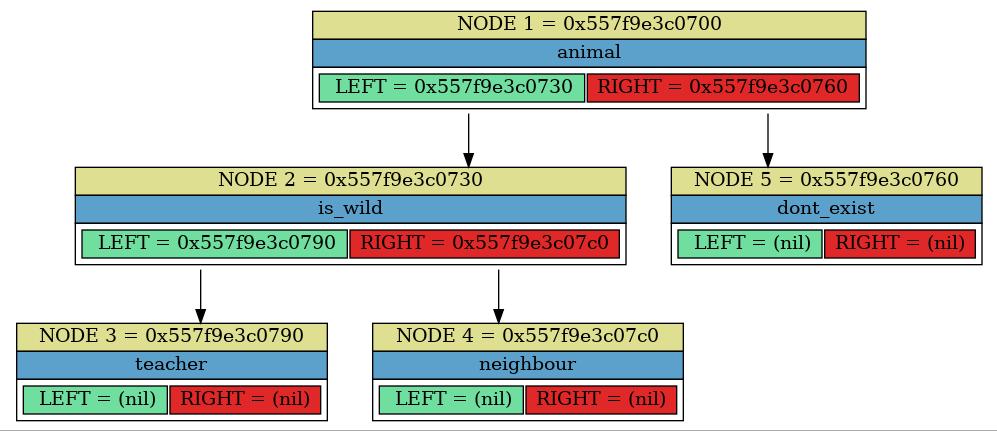 NODE 1 = 0x557f9e3c0700
animal
LEFT = 0x557f9e3c0730 RIGHT = 0x557f9e3c0760
NODE 2 = 0x557f9e3c0730 NODE 5 = 0x557f9e3c0760
is_wild dont_exist
LEFT = 0x557f9e3c0790 RIGHT = 0x557f9e3c07c0 LEFT = (nil) RIGHT = (nil)
NODE 3 = 0x557f9e3c0790 NODE 4 = 0x557f9e3c07c0
teacher neighbour
LEFT = (nil) RIGHT = (nil) LEFT = (nil) RIGHT = (nil)